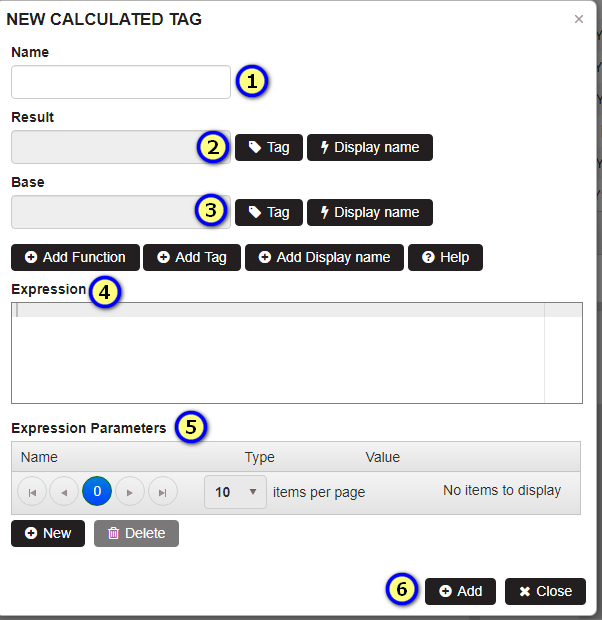 NEW CALCULATED TAG ×
Name
1
Result
2 Tag Display name
Base
3 Tag Display name
Add Function Add Tag Add Display name Help
Expression 4
Expression Parameters 5
Name Type Value
0 10 items per page No items to display
New Delete
6 Add Close